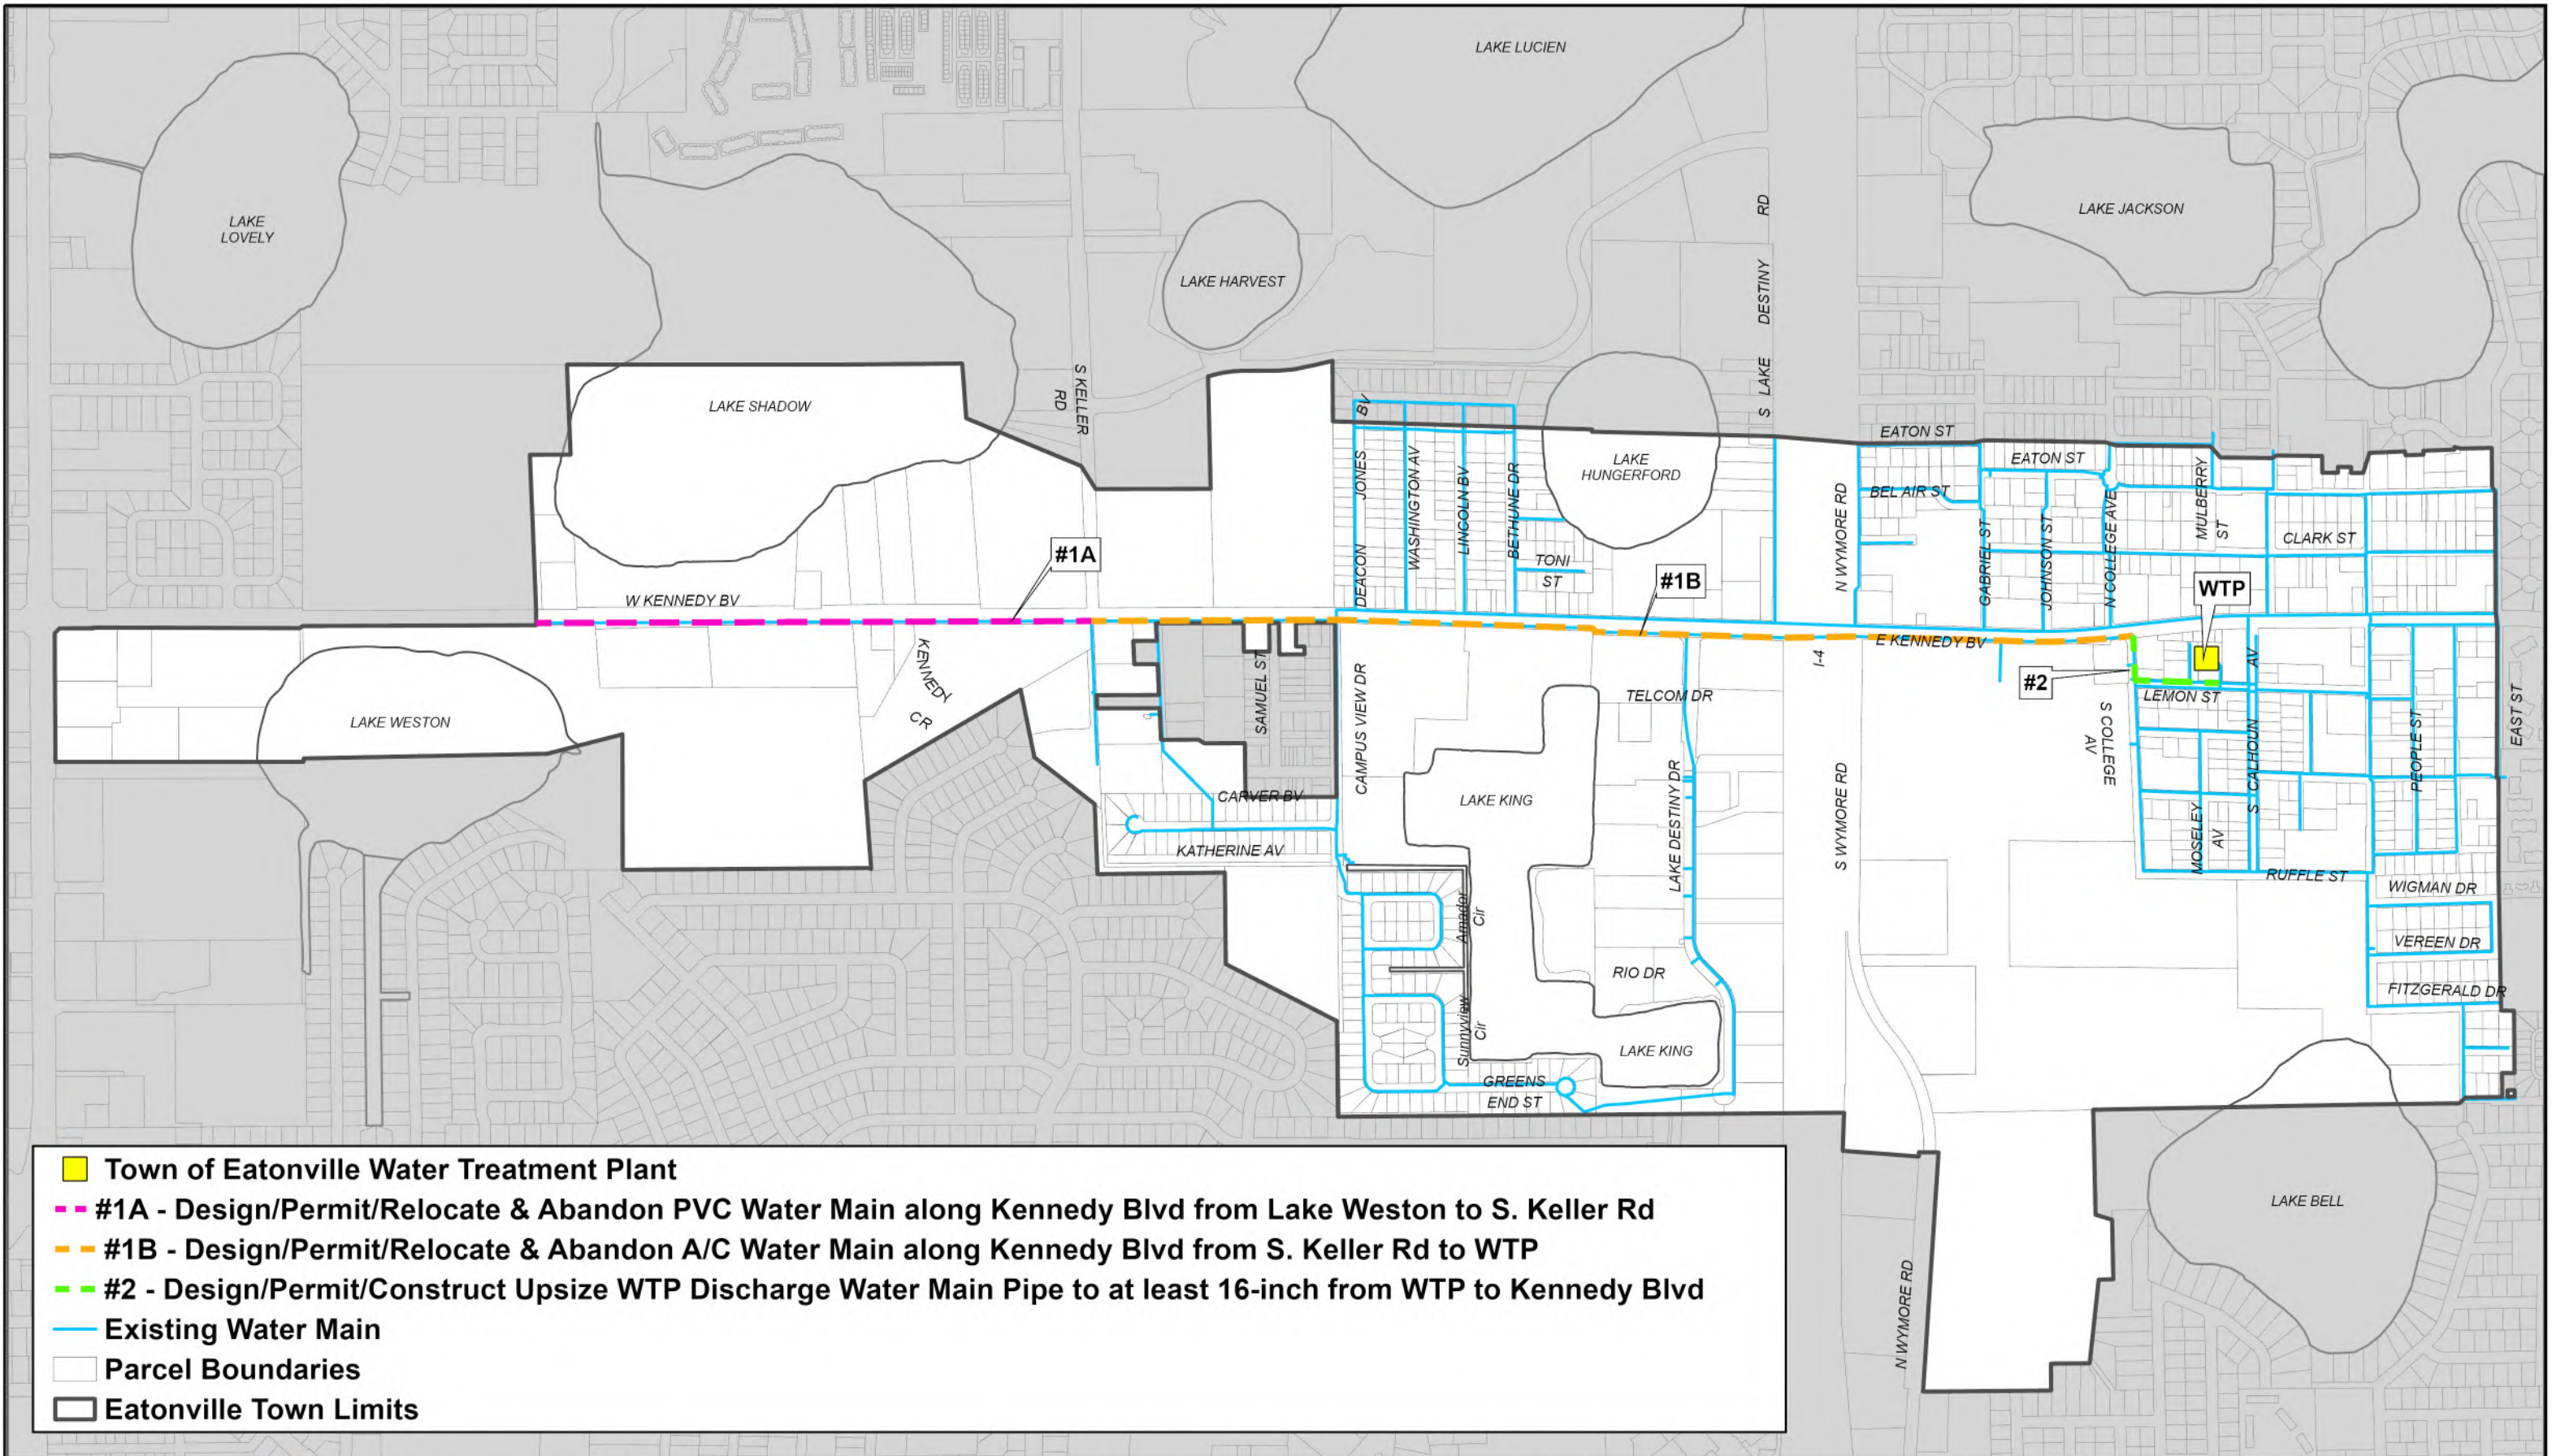 LAKE LUCIEN
LAKE
LOVELY
LAKE JACKSON
LAKE HARVEST
S LAKE DESTINY RD
S KELLER
RD
LAKE SHADOW
BV
EATON ST
EATON ST
LAKE
HUNGERFORD
DEACON JONES
WASHINGTON AV
LINCOLN BV
BETHUNE DR
N WYMORE RD
BEL AIR ST
GABRIEL ST
JOHNSON ST
N COLLEGE AVE
MULBERRY
ST
CLARK ST
#1A
TONI
ST
#1B
WTP
W KENNEDY BV
E KENNEDY BV
KENNEDY
CR
SAMUEL ST
CAMPUS VIEW DR
TELCOM DR
I-4
#2
LEMON ST
AV
S CALHOUN
PEOPLE ST
EAST ST
LAKE WESTON
S COLLEGE
AV
LAKE KING
LAKE DESTINY DR
S WYMORE RD
CARVER BV
KATHERINE AV
MOSELEY
AV
RUFFLE ST
WIGMAN DR
Amador
Cir
VEREEN DR
RIO DR
FITZGERALD DR
Sunnyview
Cir
LAKE KING
GREENS
END ST
LAKE BELL
N WYMORE RD
Town of Eatonville Water Treatment Plant
#1A - Design/Permit/Relocate & Abandon PVC Water Main along Kennedy Blvd from Lake Weston to S. Keller Rd
#1B - Design/Permit/Relocate & Abandon A/C Water Main along Kennedy Blvd from S. Keller Rd to WTP
#2 - Design/Permit/Construct Upsize WTP Discharge Water Main Pipe to at least 16-inch from WTP to Kennedy Blvd
Existing Water Main
Parcel Boundaries
Eatonville Town Limits